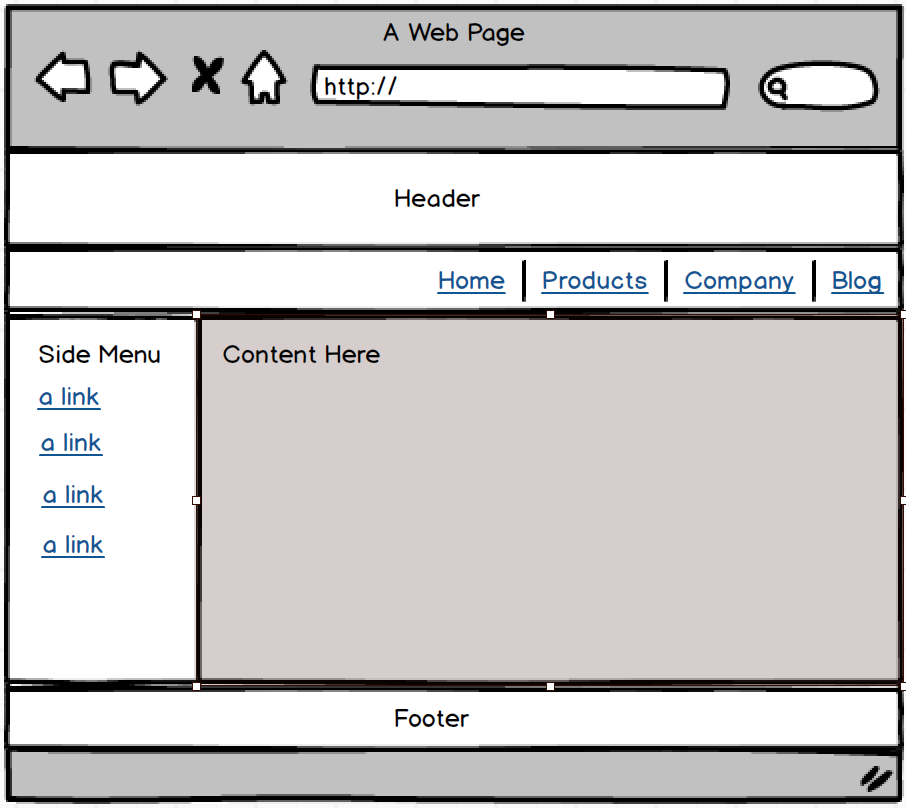 A Web Page
http://
Header
Home Products Company Blog
Side Menu
a link
a link
a link
a link
Content Here
Footer